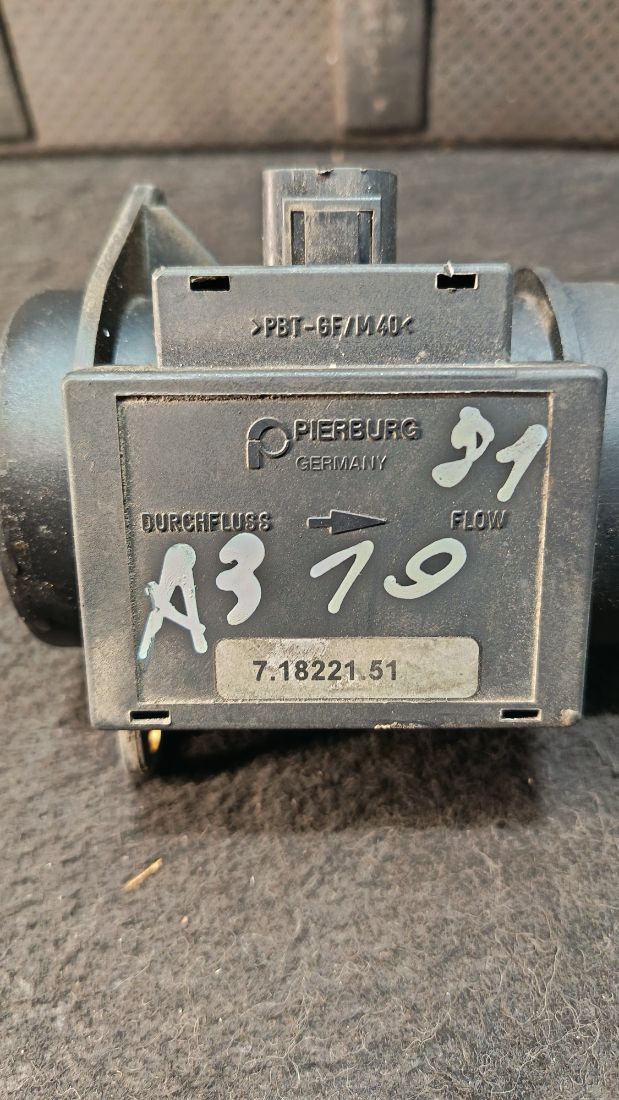 >PBT-GF/M40<
PIERBURG
GERMANY
91
DURCHFLUSS FLOW
A3 19
7.18221.51